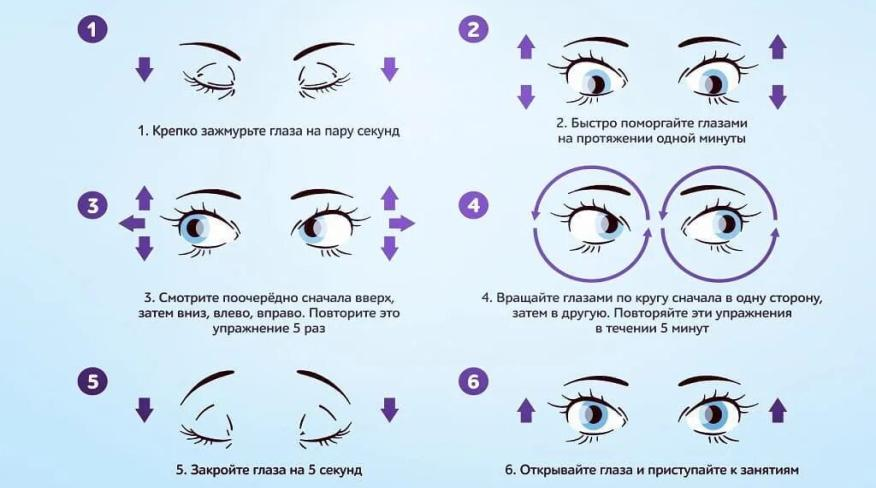 1
1. Крепко зажмурьте глаза на пару секунд
2
2. Быстро поморгайте глазами
на протяжении одной минуты
3
3. Смотрите поочерёдно сначала вверх,
затем вниз, влево, вправо. Повторите это
упражнение 5 раз
4
4. Вращайте глазами по кругу сначала в одну сторону,
затем в другую. Повторяйте эти упражнения
в течении 5 минут
5
5. Закройте глаза на 5 секунд
6
6. Открывайте глаза и приступайте к занятиям